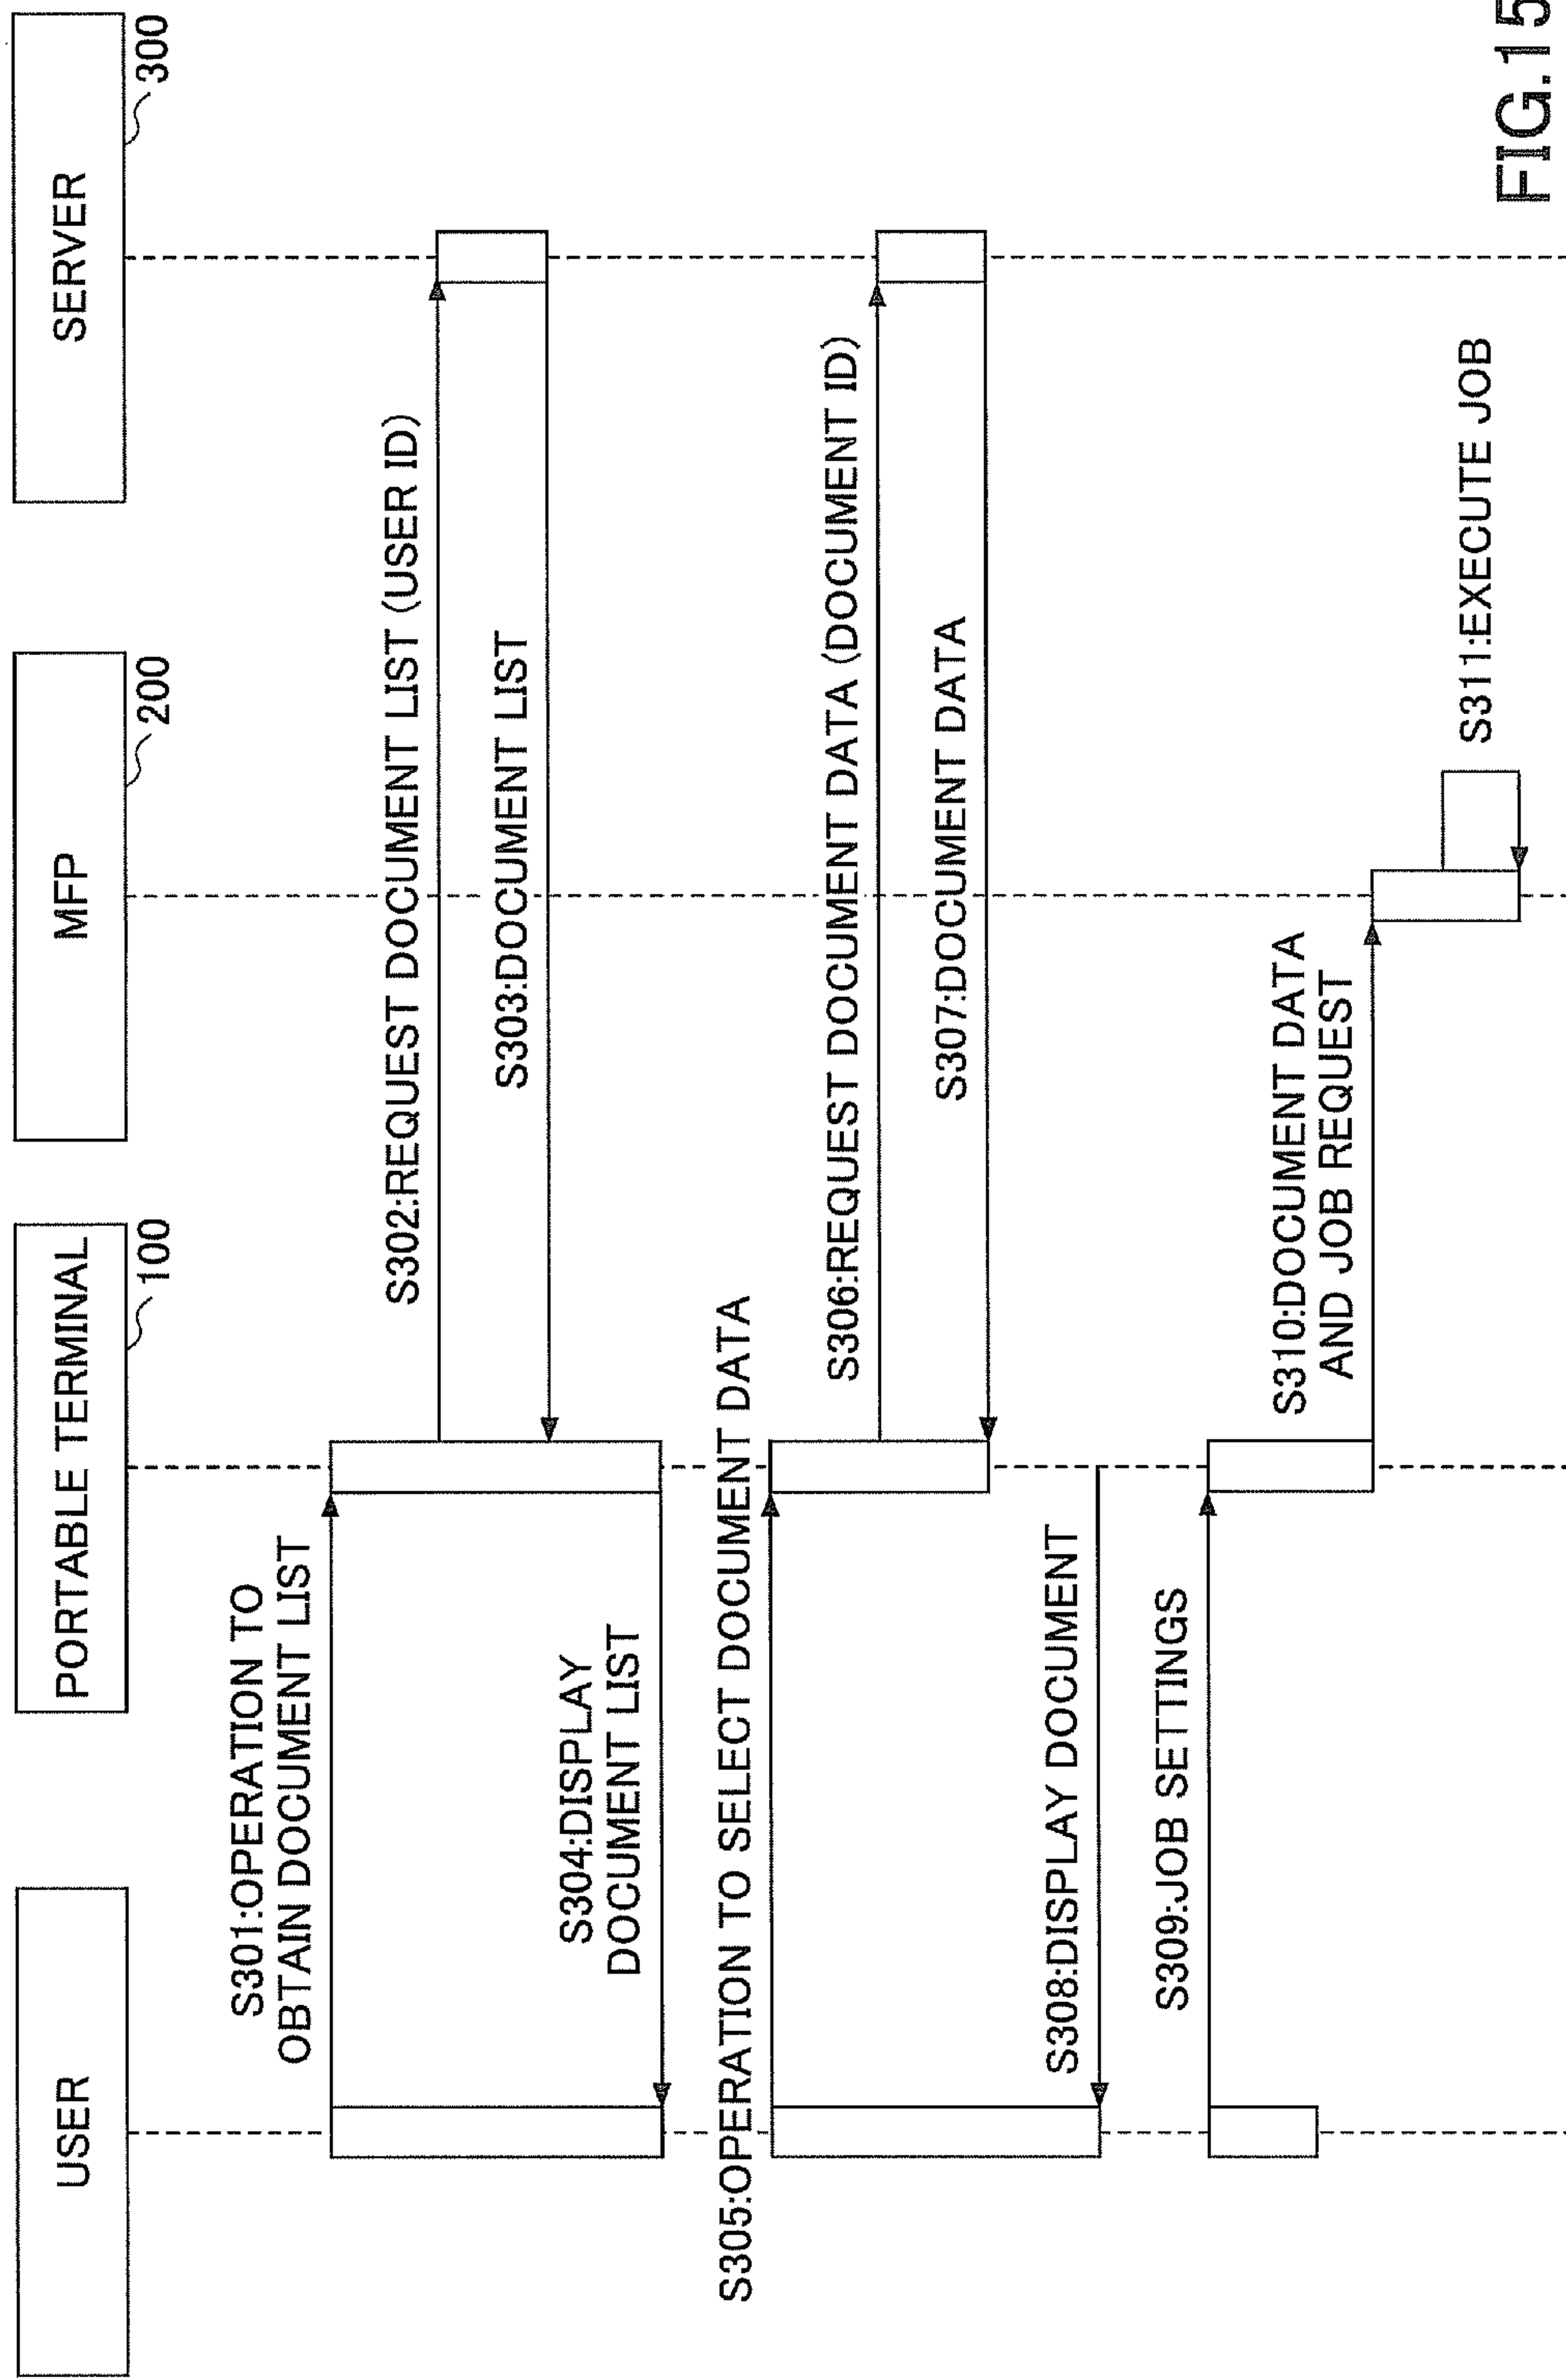 USER
PORTABLE TERMINAL
100
MFP
200
SERVER
300
S301:OPERATION TO
OBTAIN DOCUMENT LIST
S302:REQUEST DOCUMENT LIST (USER ID)
S303:DOCUMENT LIST
S304:DISPLAY
DOCUMENT LIST
S305:OPERATION TO SELECT DOCUMENT DATA
S306:REQUEST DOCUMENT DATA (DOCUMENT ID)
S307:DOCUMENT DATA
S308:DISPLAY DOCUMENT
S309:JOB SETTINGS
S310:DOCUMENT DATA
AND JOB REQUEST
S311:EXECUTE JOB
FIG.15